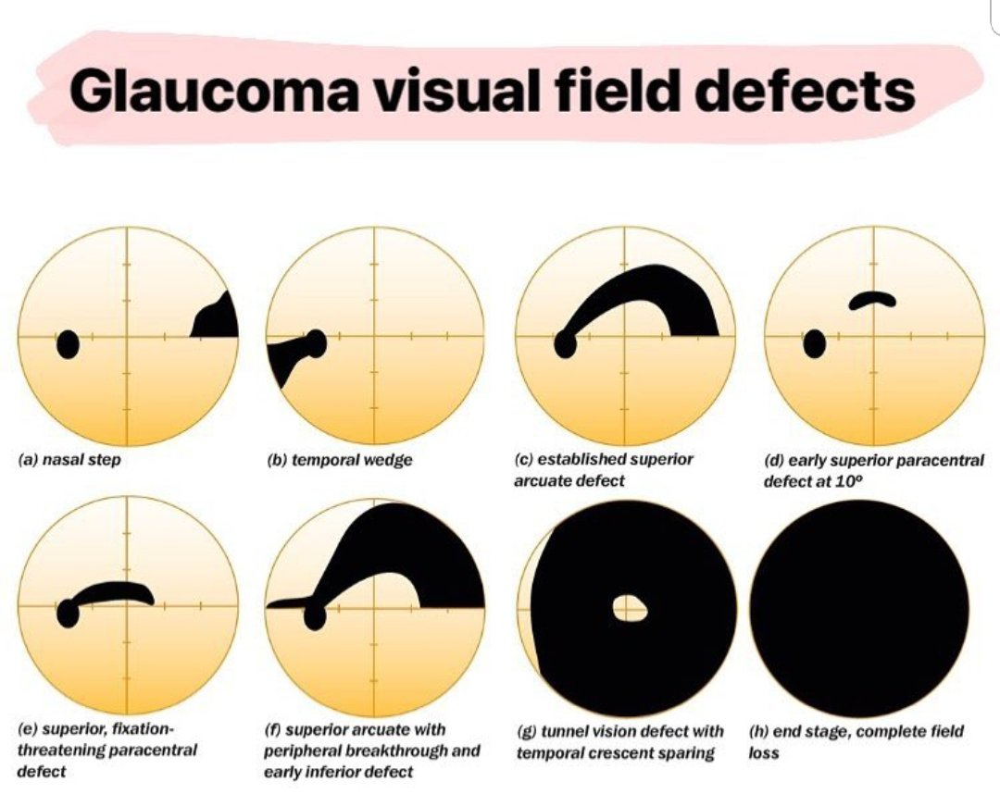 Glaucoma visual field defects
(a) nasal step
(b) temporal wedge
(c) established superior
arcuate defect
(d) early superior paracentral
defect at 10º
(e) superior, fixation-
threatening paracentral
defect
(f) superior arcuate with
peripheral breakthrough and
early inferior defect
(g) tunnel vision defect with
temporal crescent sparing
(h) end stage, complete field
loss